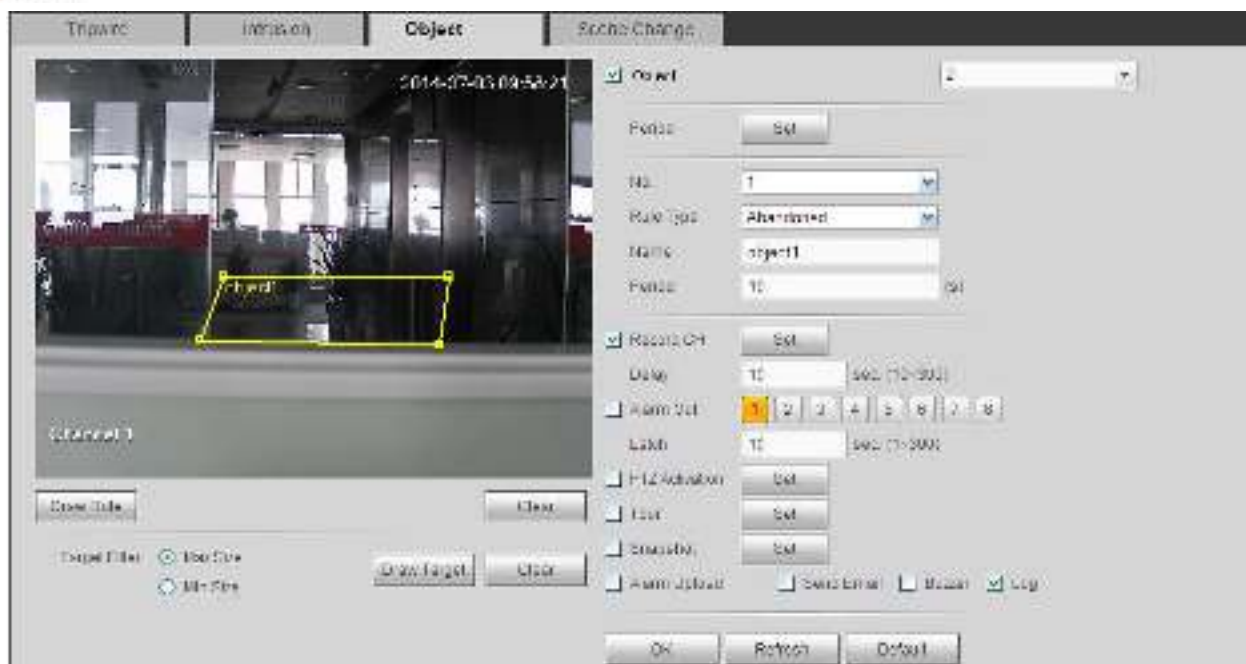 Tripwire
Intrusion
Object
Scene Change
2014-07-03 09:58:21
object1
Channel 1
Draw Rule
Clear
Target Filter
Max Size
Min Size
Draw Target
Clear
Object
2
Period
Set
No.
1
Rule Type
Abandoned
Name
object1
Period
10
(s)
Record CH
Set
Delay
10
sec. (10-300)
Alarm Out
1 2 3 4 5 6 7 8
Latch
10
sec. (1-300)
PTZ Activation
Set
Tour
Set
Snapshot
Set
Alarm Upload
Send Email
Buzzer
Log
OK
Refresh
Default